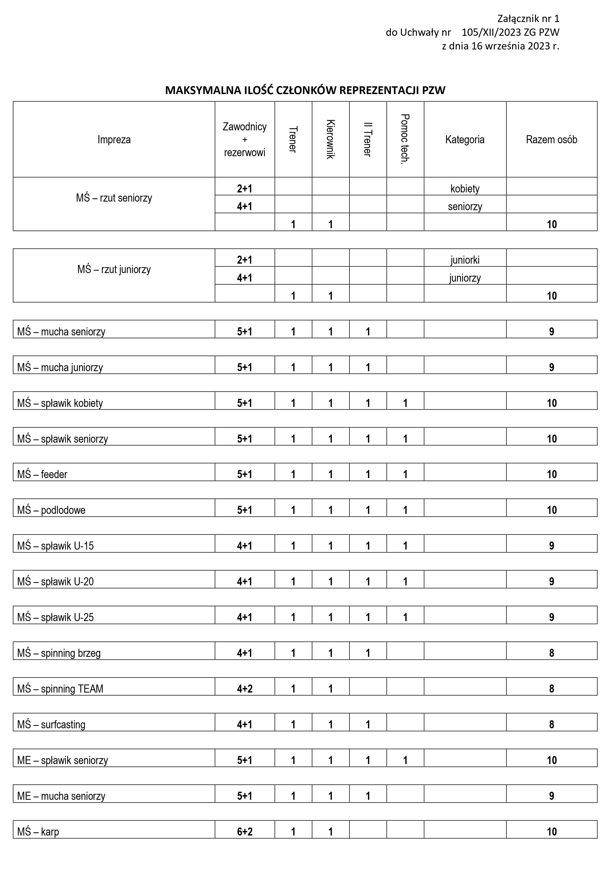 Załącznik nr 1
do Uchwały nr 105/XII/2023 ZG PZW
z dnia 16 września 2023 r.
MAKSYMALNA ILOŚĆ CZŁONKÓW REPREZENTACJI PZW
Impreza Zawodnicy + rezerwowi Trener Kierownik II Trener Pomoc tech. Kategoria Razem osób
MŚ – rzut seniorzy 2+1 kobiety
4+1 seniorzy
1 1 10
MŚ – rzut juniorzy 2+1 juniorki
4+1 juniorzy
1 1 10
MŚ – mucha seniorzy 5+1 1 1 1 9
MŚ – mucha juniorzy 5+1 1 1 1 9
MŚ – spławik kobiety 5+1 1 1 1 1 10
MŚ – spławik seniorzy 5+1 1 1 1 1 10
MŚ – feeder 5+1 1 1 1 1 10
MŚ – podlodowe 5+1 1 1 1 1 10
MŚ – spławik U-15 4+1 1 1 1 1 9
MŚ – spławik U-20 4+1 1 1 1 1 9
MŚ – spławik U-25 4+1 1 1 1 1 9
MŚ – spinning brzeg 4+1 1 1 1 8
MŚ – spinning TEAM 4+2 1 1 8
MŚ – surfcasting 4+1 1 1 1 8
ME – spławik seniorzy 5+1 1 1 1 1 10
ME – mucha seniorzy 5+1 1 1 1 9
MŚ – karp 6+2 1 1 10